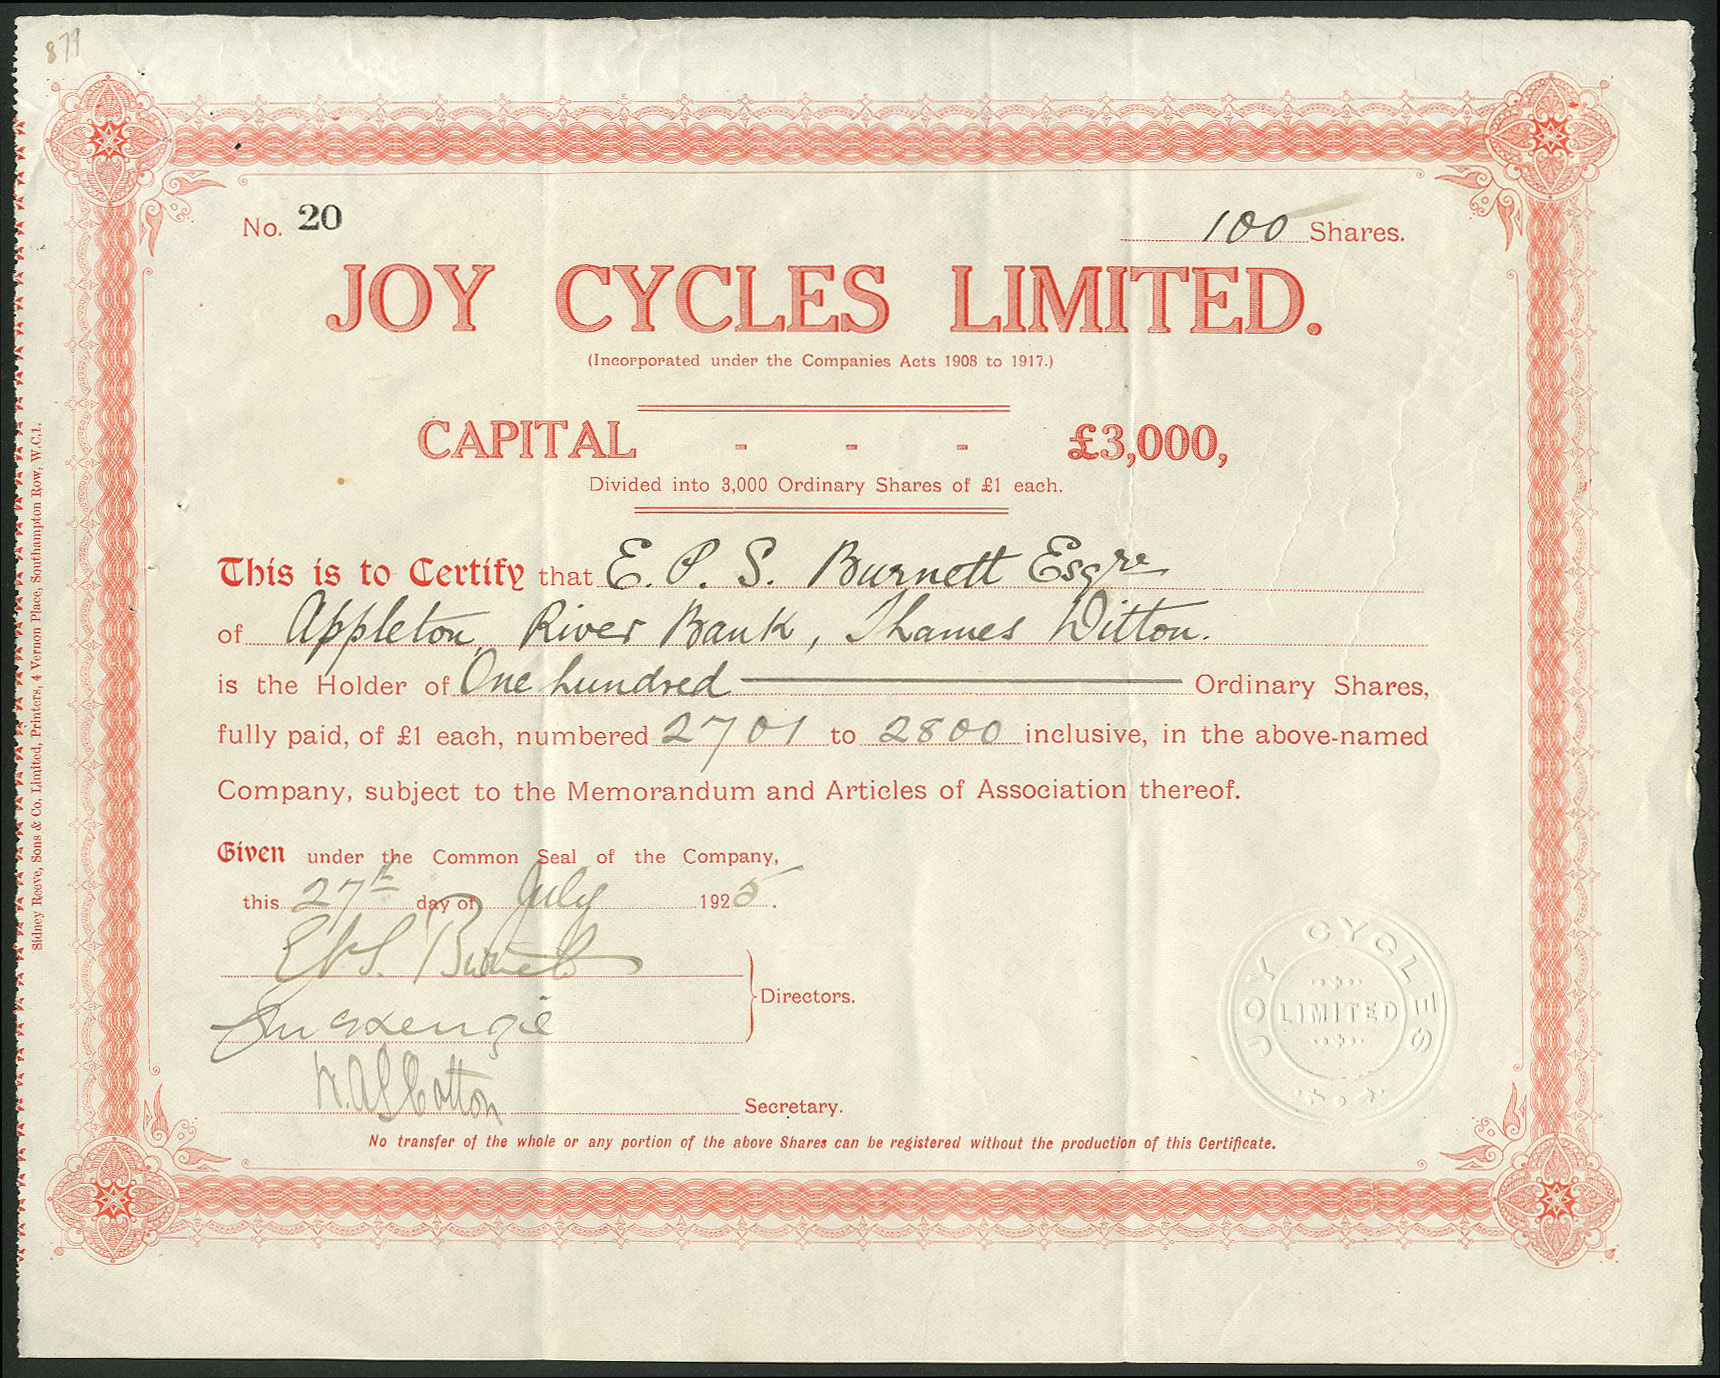 879
No. 20
100 Shares.
JOY CYCLES LIMITED.
(Incorporated under the Companies Acts 1908 to 1917.)
CAPITAL - - - £3,000,
Divided into 3,000 Ordinary Shares of £1 each.
This is to Certify that E. P. S. Burnett Esqre
of Appleton, River Bank, Thames Ditton.
is the Holder of One hundred Ordinary Shares,
fully paid, of £1 each, numbered 2701 to 2800 inclusive, in the above-named
Company, subject to the Memorandum and Articles of Association thereof.
Given under the Common Seal of the Company,
this 27th day of July 1925.
E P S. Burnett
Mackenzie
Directors.
Cotton
Secretary.
JOY CYCLES
LIMITED
No transfer of the whole or any portion of the above Shares can be registered without the production of this Certificate.
Sidney Reeve, Sons & Co. Limited, Printers, 4 Vernon Place, Southampton Row, W.C.1.